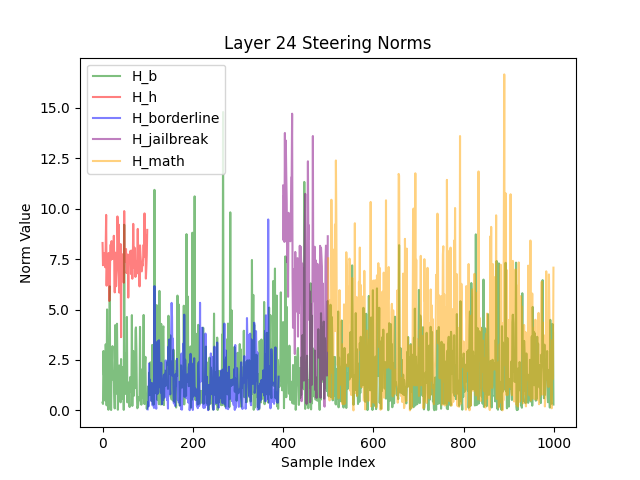 Layer 24 Steering Norms
H_b
H_h
H_borderline
H_jailbreak
H_math
Norm Value
15.0
12.5
10.0
7.5
5.0
2.5
0.0
0 200 400 600 800 1000
Sample Index